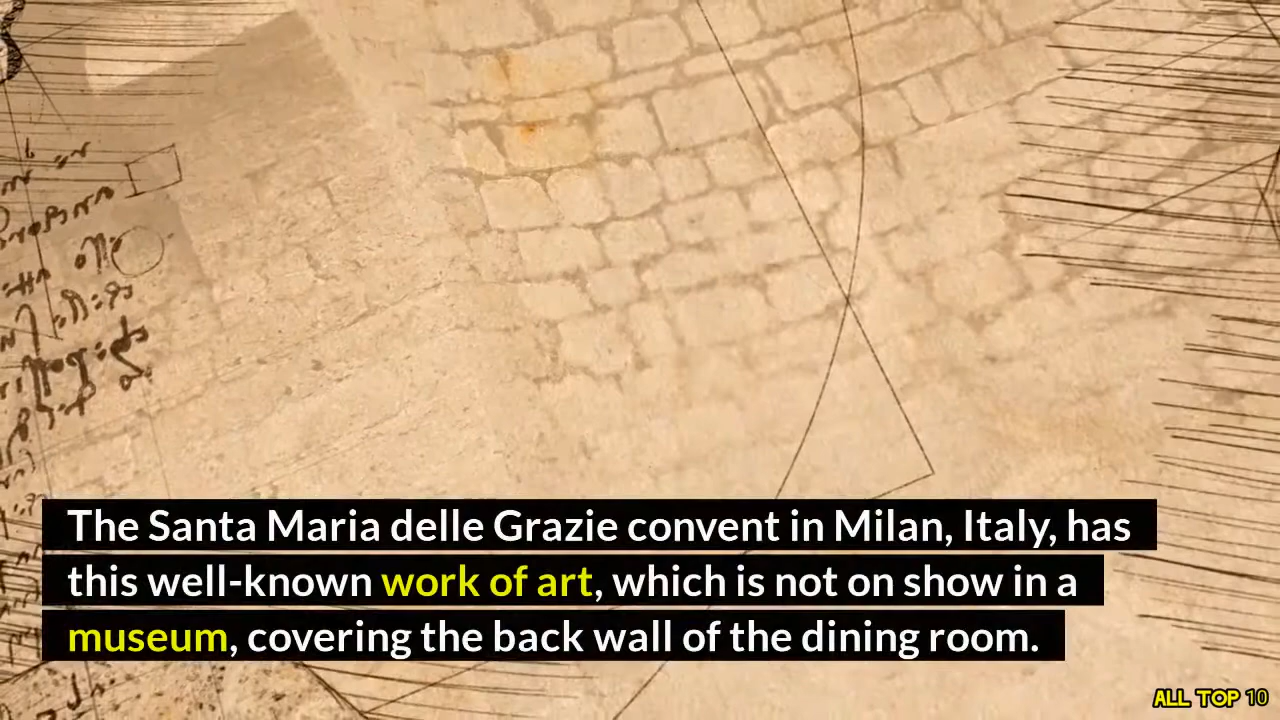 The Santa Maria delle Grazie convent in Milan, Italy, has
this well-known work of art, which is not on show in a
museum, covering the back wall of the dining room.
ALL TOP 10